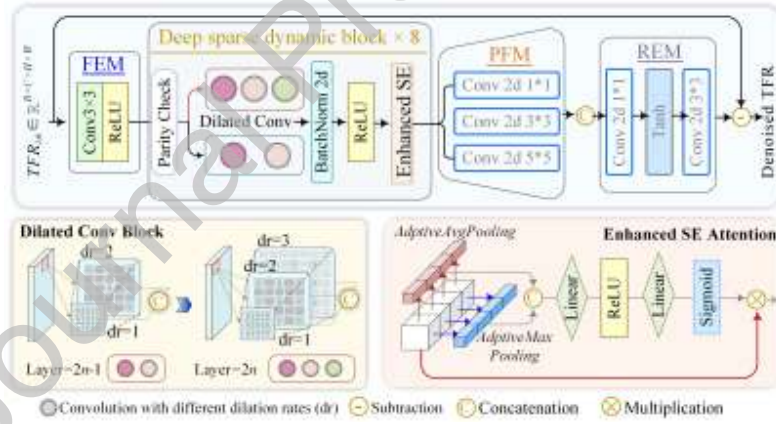 Deep sparse dynamic block × 8
FEM
Conv3×3
ReLU
Parity Check
Dilated Conv
BatchNorm 2d
ReLU
Enhanced SE
PFM
Conv 2d 1*1
Conv 2d 3*3
Conv 2d 5*5
C
REM
Conv 2d 1*1
Tanh
Conv 2d 3*3
Denoised TFR
Dilated Conv Block
dr=2
dr=1
C
dr=3
dr=2
dr=1
C
Layer=2n-1
Layer=2n
Enhanced SE Attention
AdptiveAvgPooling
AdptiveMax
Pooling
C
Linear
ReLU
Linear
Sigmoid
Convolution with different dilation rates (dr)
Subtraction
C Concatenation
Multiplication
Journal